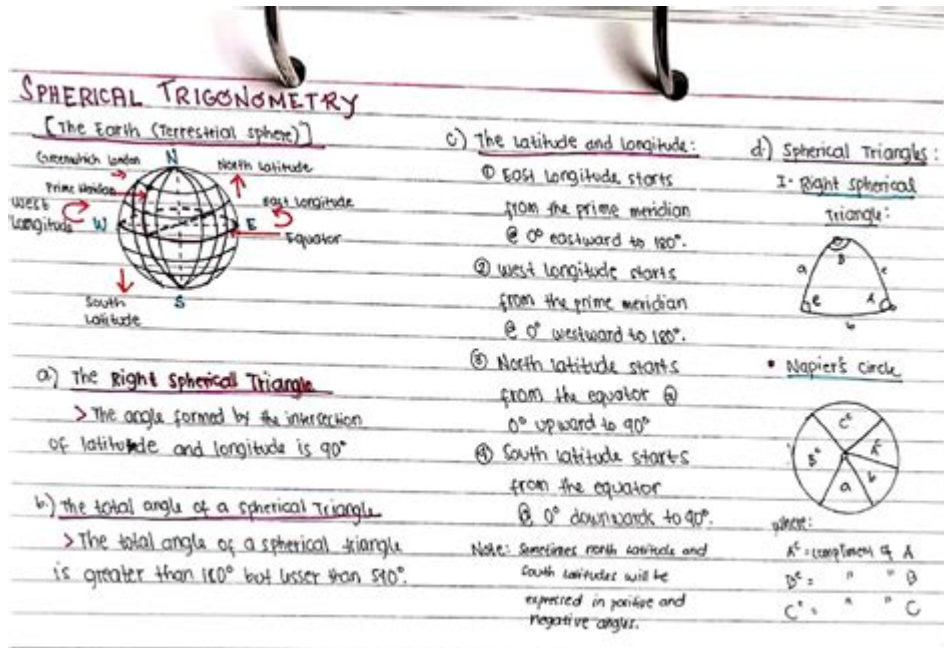 SPHERICAL TRIGONOMETRY
[The Earth (Terrestrial sphere)]
Greenwhich London
N
North Latitude
Prime
West
Longitude
W
E
East Longitude
Equator
South
Latitude
S
a) The Right Spherical Triangle
> The angle formed by the intersection
of latitude and longitude is 90°
b.) The total angle of a spherical Triangle
> The total angle of a spherical triangle
is greater than 180° but lesser than 540°.
c) The Latitude and Longitude:
① East Longitude starts
from the prime meridian
@ 0° eastward to 180°.
② West longitude starts
from the prime meridian
@ 0° westward to 180°.
③ North latitude starts
from the equator @
0° upward to 90°
④ South latitude starts
from the equator
@ 0° downwards to 90°.
Note: Sometimes north latitude and
south latitudes will be
expressed in positive and
negative angles.
d) Spherical Triangles:
I- Right Spherical
Triangle:
B
a
c
A
b
• Napier's Circle
b
a
where:
Aᶜ = compliment of A
" " B
Cᶜ = " " C